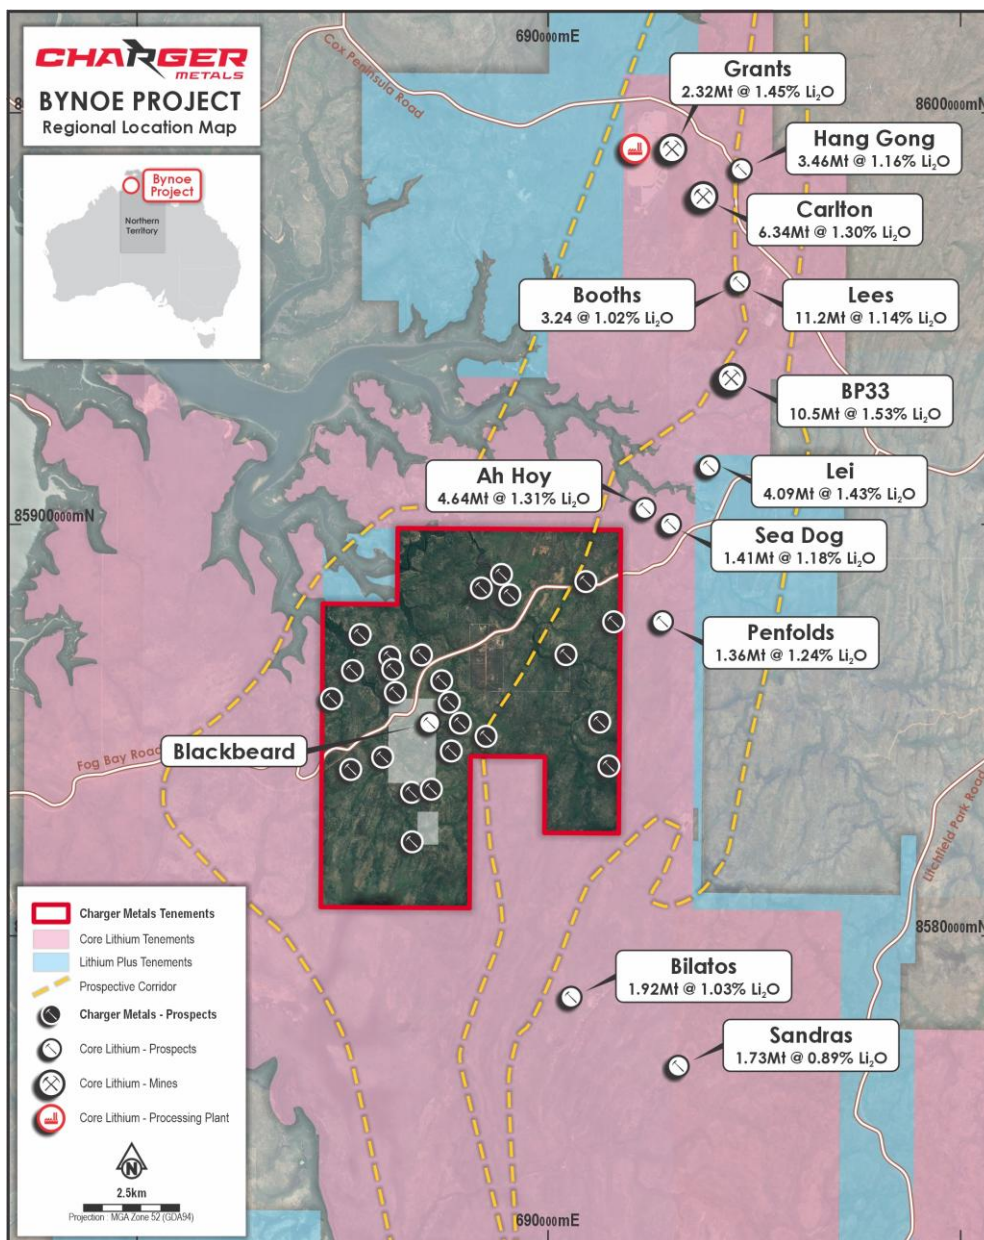 CHARGER
METALS
BYNOE PROJECT
Regional Location Map
Bynoe
Project
Northern
Territory
690000mE
Cox Peninsula Road
8600000mN
Grants
2.32Mt @ 1.45% Li₂O
Hang Gong
3.46Mt @ 1.16% Li₂O
Carlton
6.34Mt @ 1.30% Li₂O
Booths
3.24 @ 1.02% Li₂O
Lees
11.2Mt @ 1.14% Li₂O
BP33
10.5Mt @ 1.53% Li₂O
Ah Hoy
4.64Mt @ 1.31% Li₂O
Lei
4.09Mt @ 1.43% Li₂O
85900000mN
Sea Dog
1.41Mt @ 1.18% Li₂O
Penfolds
1.36Mt @ 1.24% Li₂O
Blackbeard
Fog Bay Road
Litchfield Park Road
8580000mN
Bilatos
1.92Mt @ 1.03% Li₂O
Sandras
1.73Mt @ 0.89% Li₂O
Charger Metals Tenements
Core Lithium Tenements
Lithium Plus Tenements
Prospective Corridor
Charger Metals - Prospects
Core Lithium - Prospects
Core Lithium - Mines
Core Lithium - Processing Plant
N
2.5km
Projection : MGA Zone 52 (GDA94)
690000mE